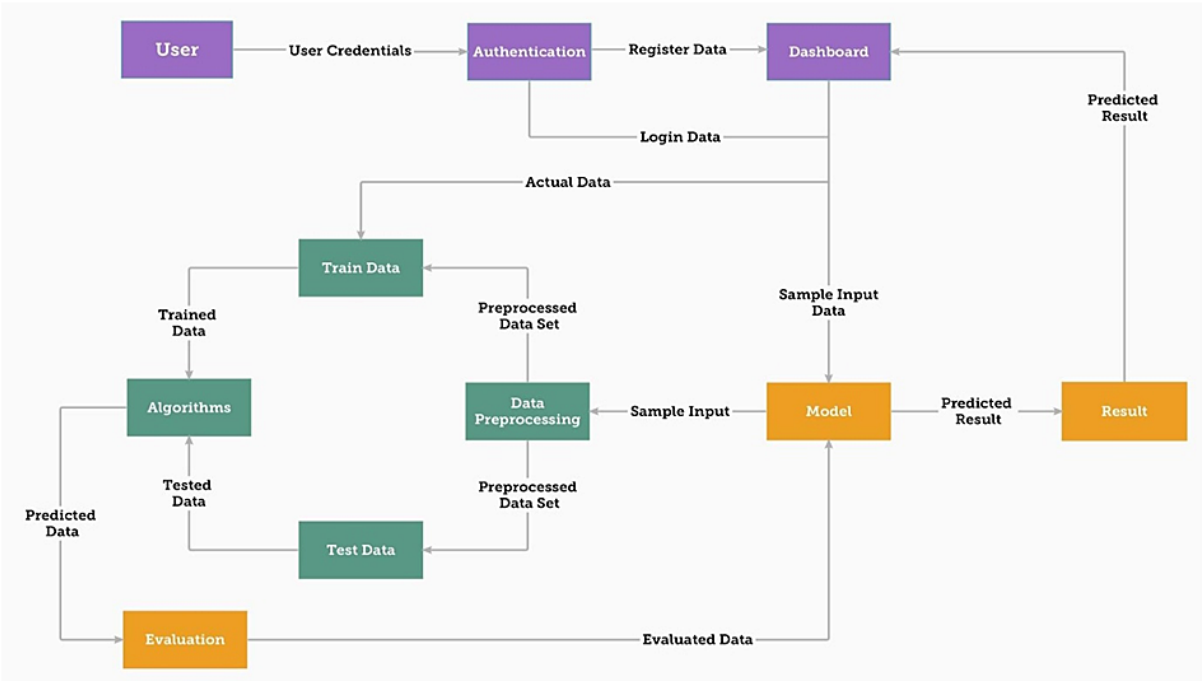 User
User Credentials
Authentication
Register Data
Dashboard
Predicted
Result
Login Data
Actual Data
Train Data
Sample Input
Data
Preprocessed
Data Set
Trained
Data
Algorithms
Data
Preprocessing
Sample Input
Model
Predicted
Result
Result
Tested
Data
Preprocessed
Data Set
Predicted
Data
Test Data
Evaluation
Evaluated Data